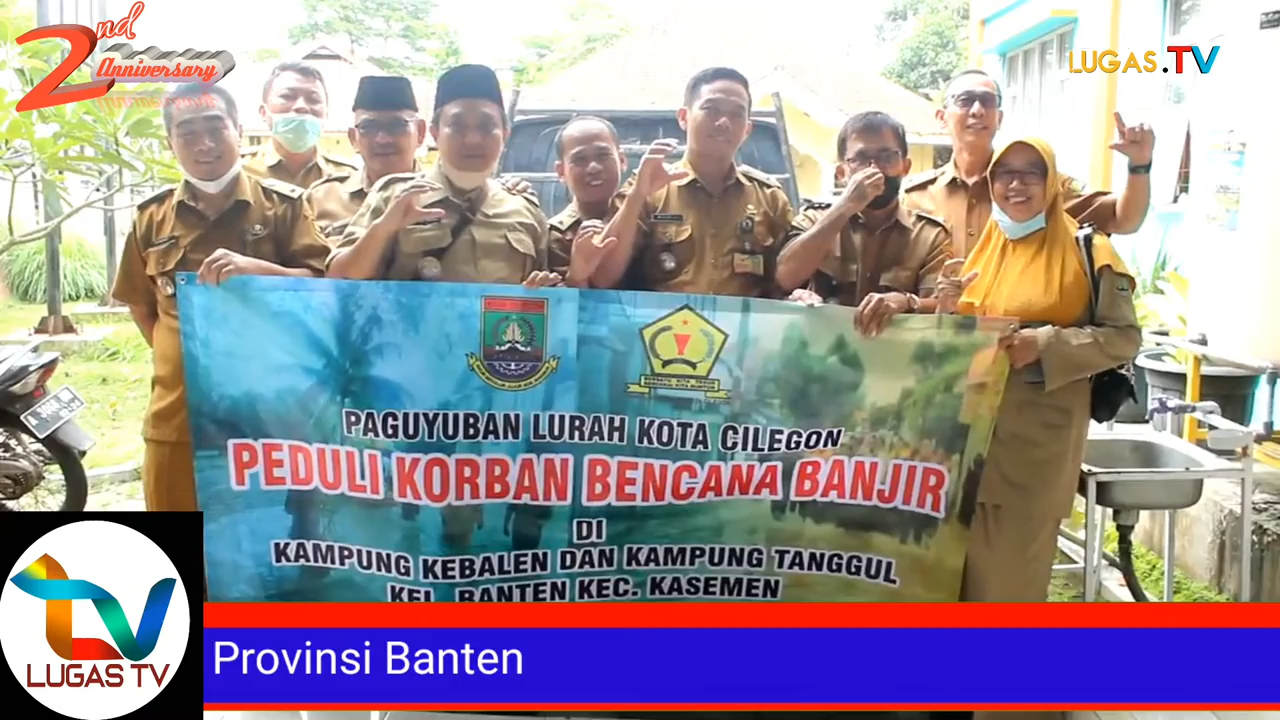 2nd
Anniversary
LUGAS.TV
PAGUYUBAN LURAH KOTA CILEGON
PEDULI KORBAN BENCANA BANJIR
DI
KAMPUNG KEBALEN DAN KAMPUNG TANGGUL
KEL. BANTEN KEC. KASEMEN
LUGAS TV
Provinsi Banten